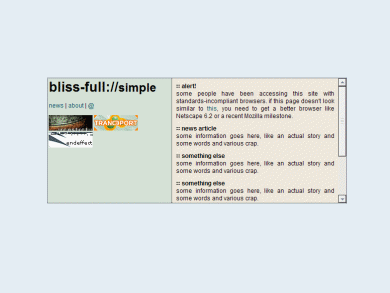 bliss-full://simple
news | about | @
TRANCEPORT
endeffect
:: alert!
some people have been accessing this site with
standards-incompliant browsers. if this page doesn't look
similar to this, you need to get a better browser like
Netscape 6.2 or a recent Mozilla milestone.
:: news article
some information goes here, like an actual story and
some words and various crap.
:: something else
some information goes here, like an actual story and
some words and various crap.
:: something else
some information goes here, like an actual story and
some words and various crap.